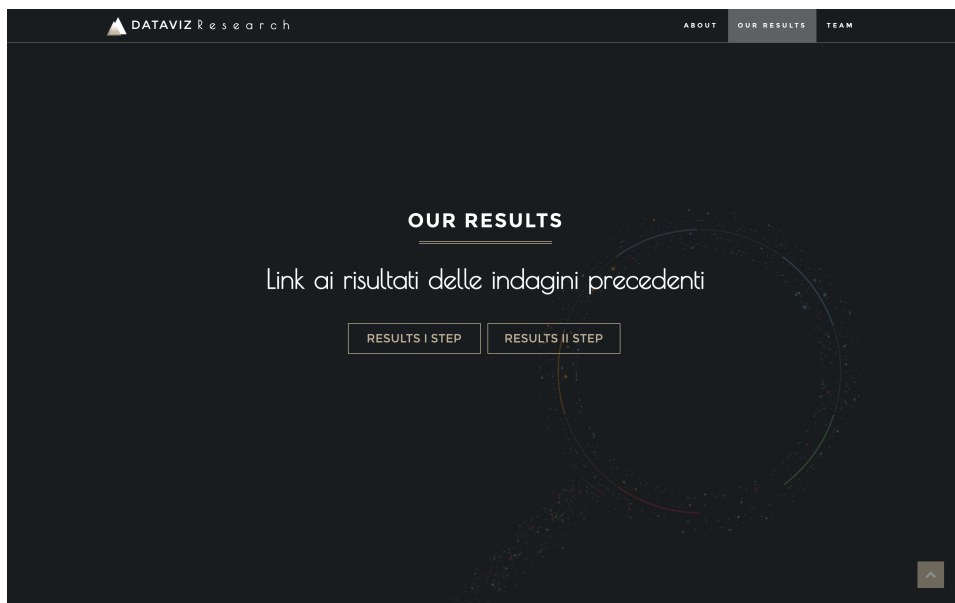 DATAVIZ Research
ABOUT OUR RESULTS TEAM
OUR RESULTS
Link ai risultati delle indagini precedenti
RESULTS I STEP RESULTS II STEP